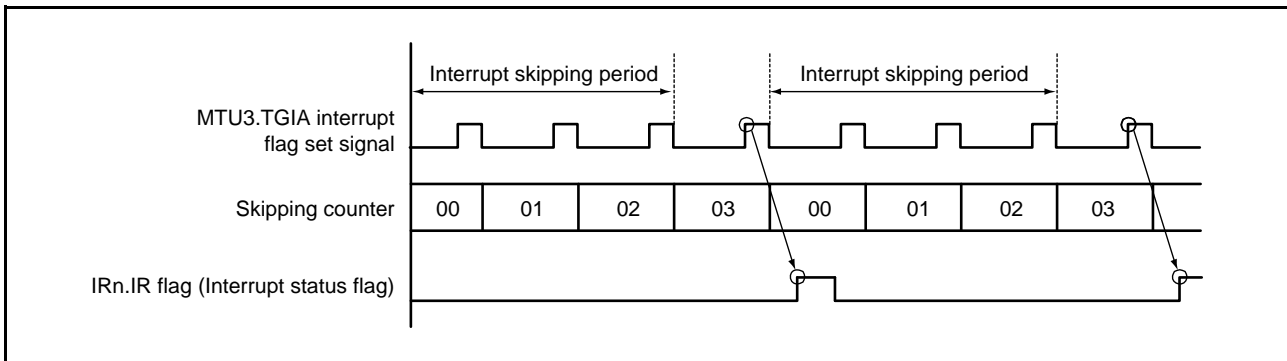 Interrupt skipping period Interrupt skipping period
MTU3.TGIA interrupt
flag set signal
Skipping counter 00 01 02 03 00 01 02 03
IRn.IR flag (Interrupt status flag)